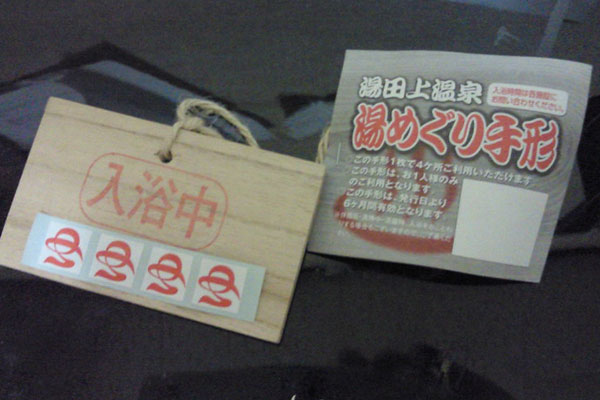 入浴中
ゆ ゆ ゆ ゆ
湯田上温泉
入浴時間は各施設に
お問い合わせください。
湯めぐり手形
○この手形1枚で4ケ所ご利用いただけます
○この手形は、お1人様のみ
のご利用となります
○この手形は、発行日より
6ヶ月間有効となります